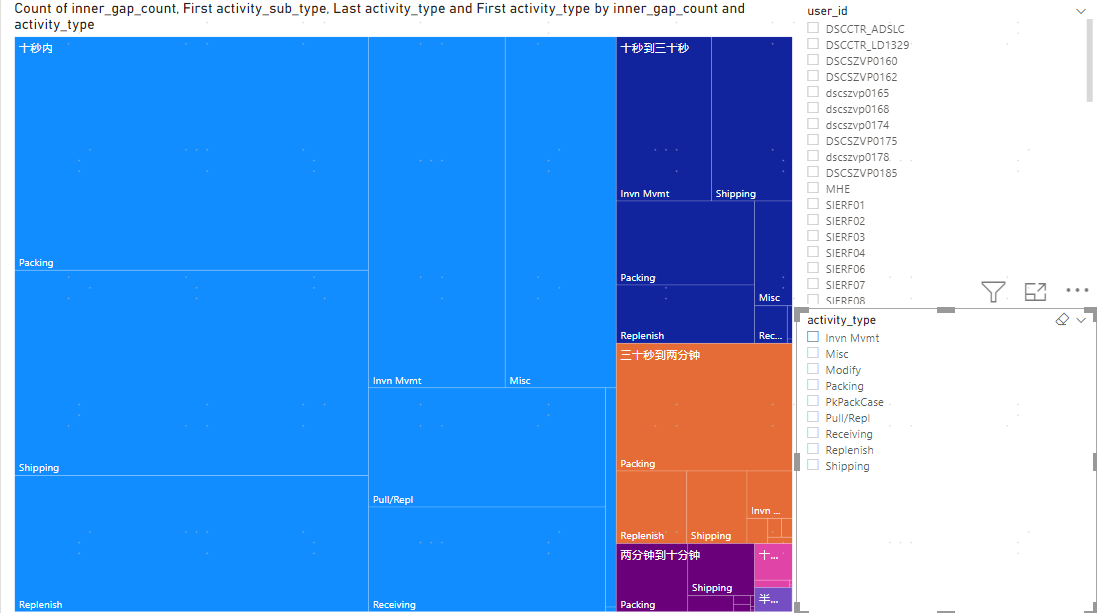 Count of inner_gap_count, First activity_sub_type, Last activity_type and First activity_type by inner_gap_count and
activity_type
十秒内
Packing
Shipping
Replenish
Invn Mvmt
Misc
Pull/Repl
Receiving
十秒到三十秒
Invn Mvmt
Shipping
Packing
Misc
Replenish
Rec...
三十秒到两分钟
Packing
Replenish
Shipping
Invn ...
两分钟到十分钟
Packing
Shipping
十...
半...
user_id
DSCCTR_ADSLC
DSCCTR_LD1329
DSCSZVP0160
DSCSZVP0162
dscszvp0165
dscszvp0168
dscszvp0174
DSCSZVP0175
dscszvp0178
DSCSZVP0185
MHE
SIERF01
SIERF02
SIERF03
SIERF04
SIERF06
SIERF07
SIERF08
activity_type
Invn Mvmt
Misc
Modify
Packing
PkPackCase
Pull/Repl
Receiving
Replenish
Shipping